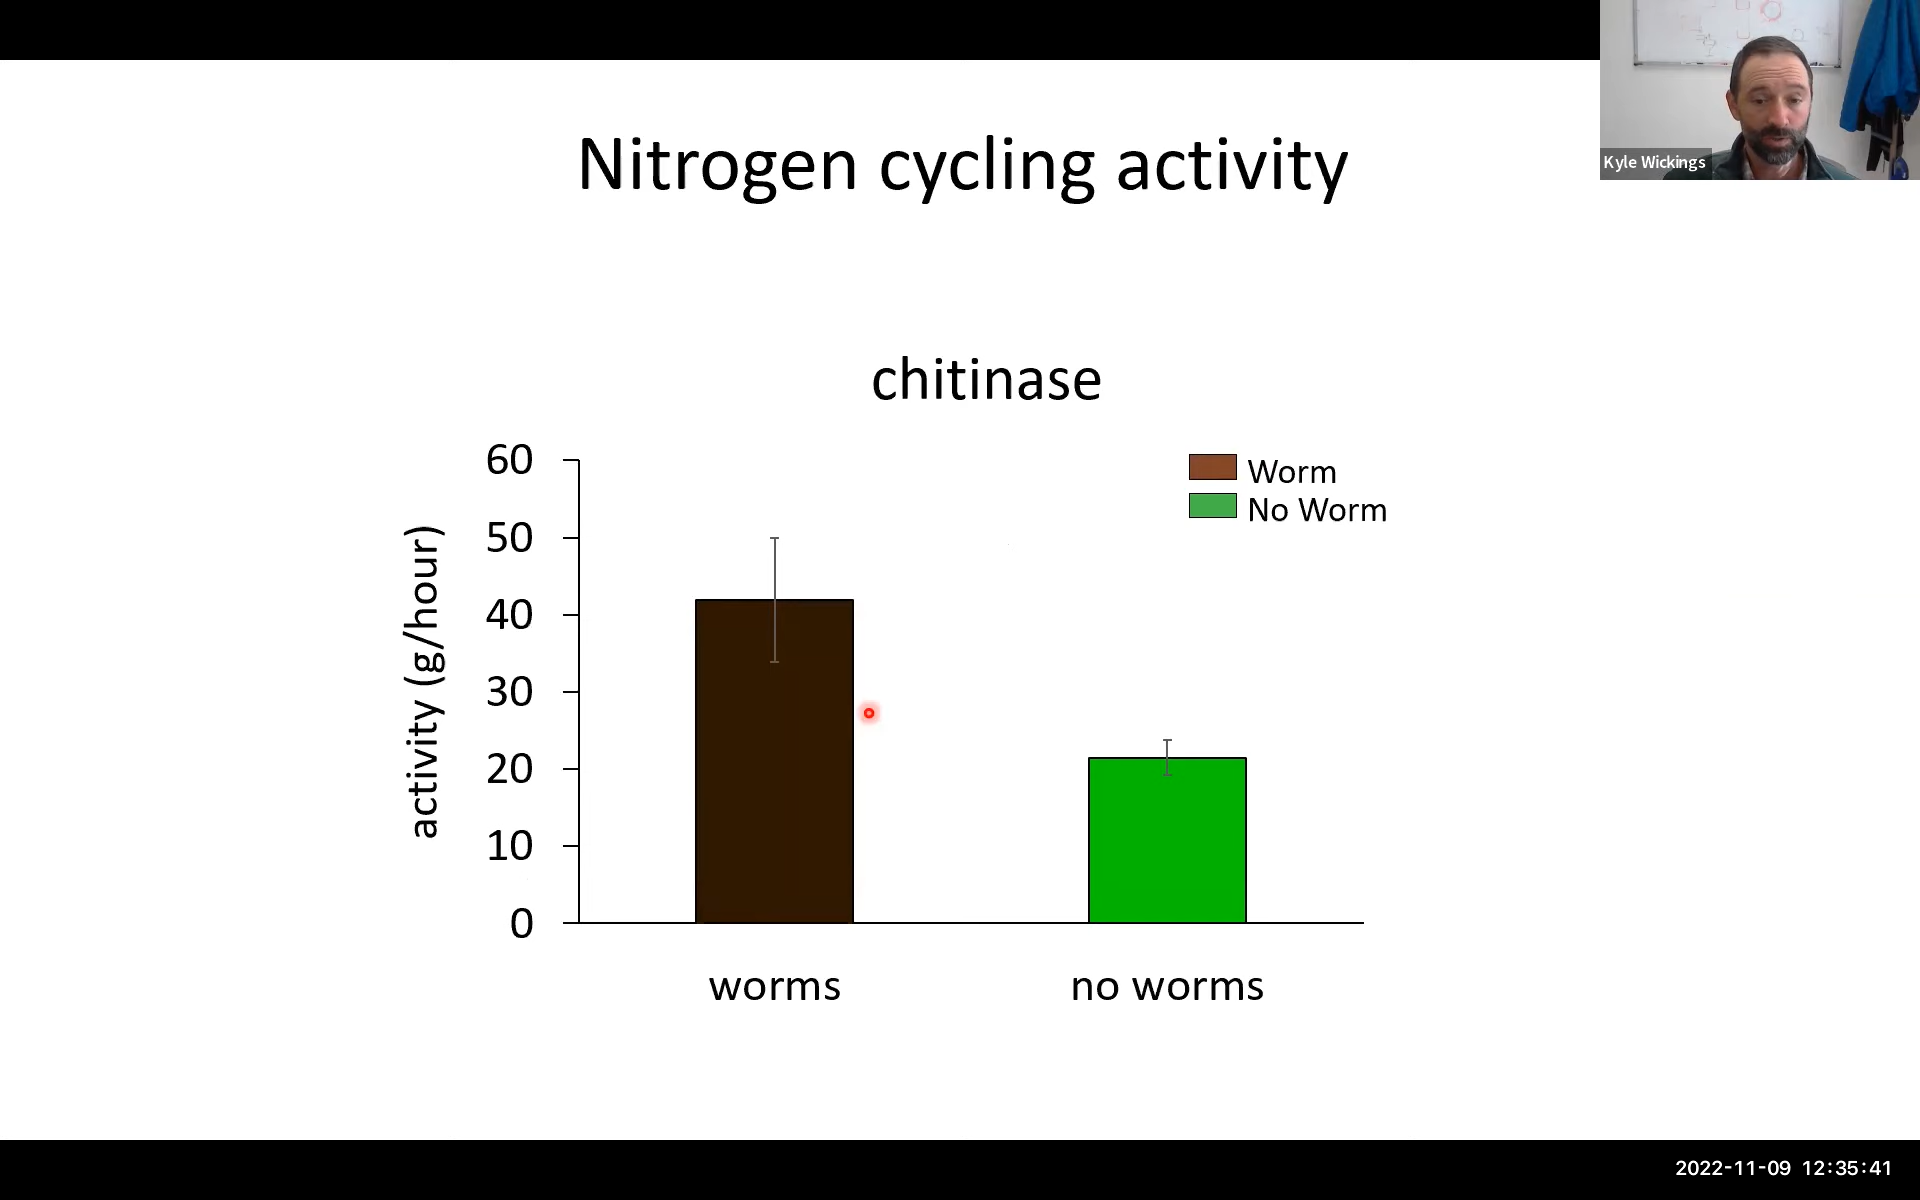 Kyle Wickings
Nitrogen cycling activity
chitinase
60
50
40
30
20
10
0
activity (g/hour)
Worm
No Worm
worms
no worms
2022-11-09 12:35:41